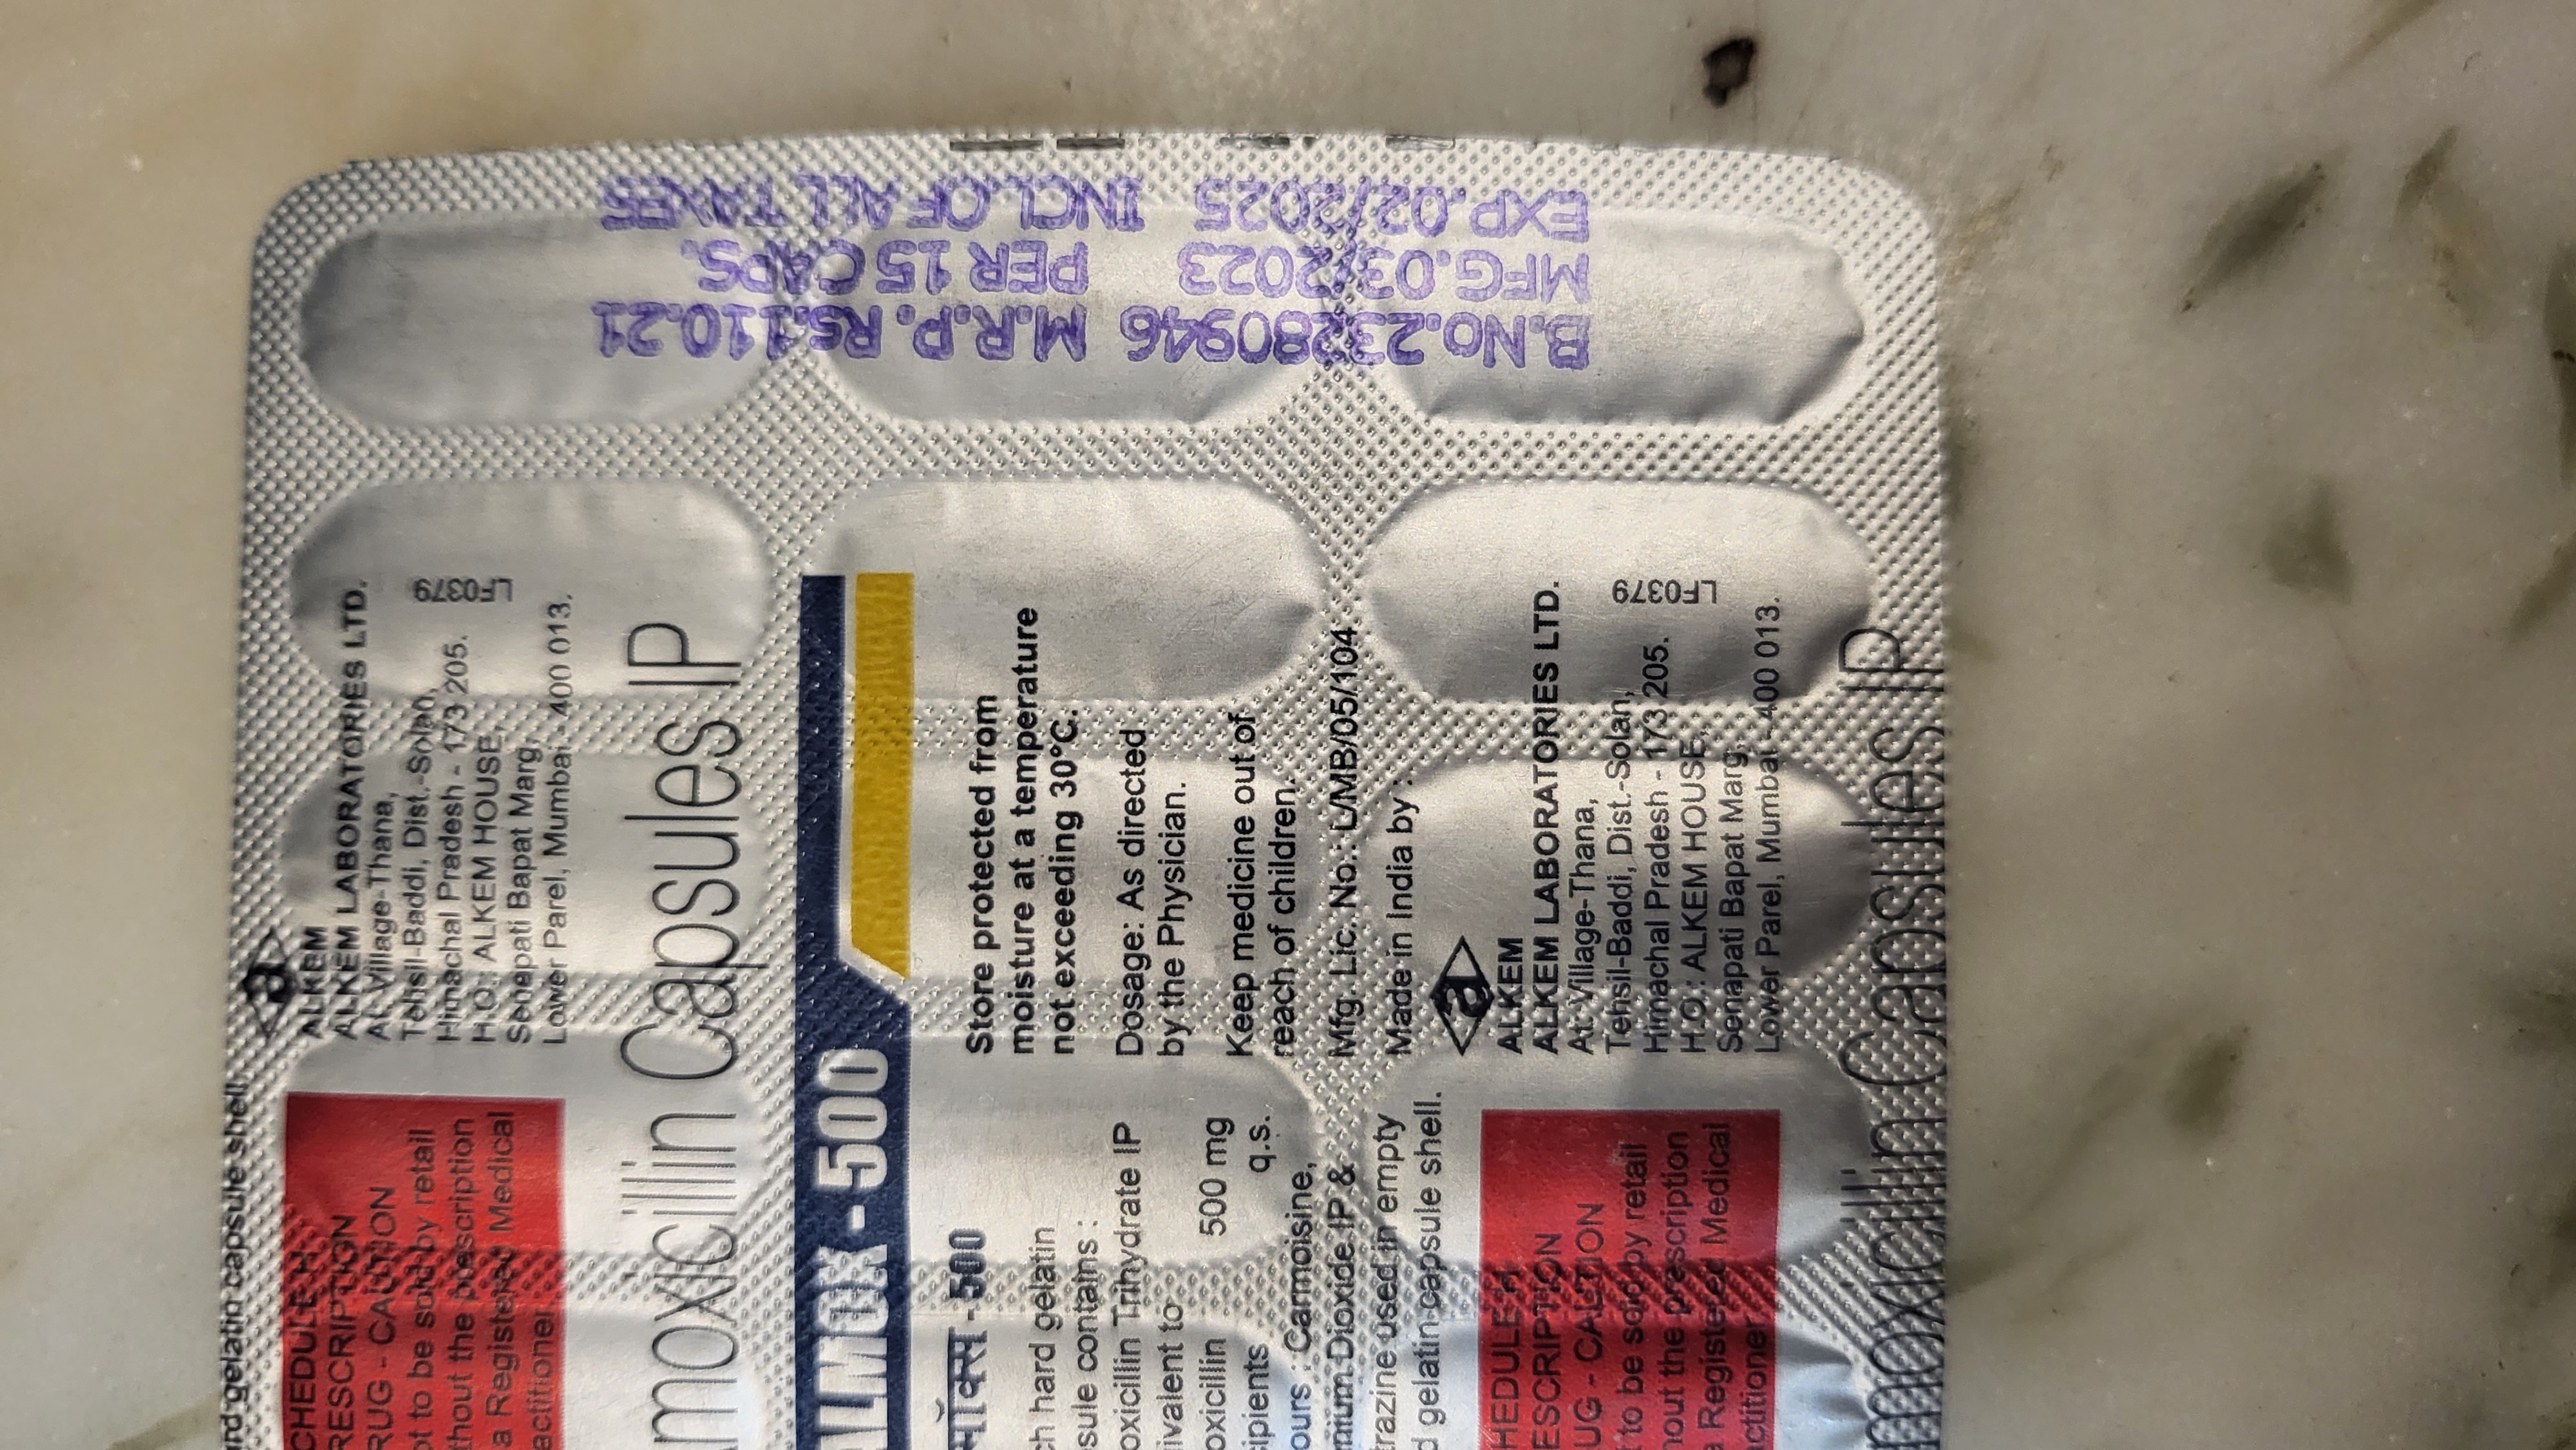 rd gelatin capsule shell.
CHEDULE H
RESCRIPTION
RUG - CAUTION
ot to be sold by retail
thout the prescription
a Registered Medical
actitioner
a
ALKEM
ALKEM LABORATORIES LTD.
At: Village-Thana,
Tehsil-Baddi, Dist.-Solan,
Himachal Pradesh - 173 205.
H.O.: ALKEM HOUSE,
Senapati Bapat Marg,
Lower Parel, Mumbai - 400 013.
LF0379
moxicillin Capsules IP
ALMOX - 500
मॉक्स - 500
ch hard gelatin
sule contains :
oxicillin Trihydrate IP
ivalent to
oxicillin 500 mg
cipients q.s.
ours : Carmoisine,
nium Dioxide IP &
trazine used in empty
d gelatin capsule shell.
Store protected from
moisture at a temperature
not exceeding 30°C.
Dosage: As directed
by the Physician.
Keep medicine out of
reach of children.
Mfg. Lic. No.: L/MB/05/104
Made in India by :
HEDULE H
ESCRIPTION
UG - CAUTION
t to be sold by retail
hout the prescription
a Registered Medical
actitioner
a
ALKEM
ALKEM LABORATORIES LTD.
At: Village-Thana,
Tehsil-Baddi, Dist.-Solan,
Himachal Pradesh - 173 205.
H.O.: ALKEM HOUSE,
Senapati Bapat Marg,
Lower Parel, Mumbai - 400 013.
LF0379
moxicillin Capsules IP
B.No.23280946 M.R.P. Rs.110.21
MFG.03/2023 PER 15 CAPS.
EXP.02/2025 INCL.OF ALL TAXES